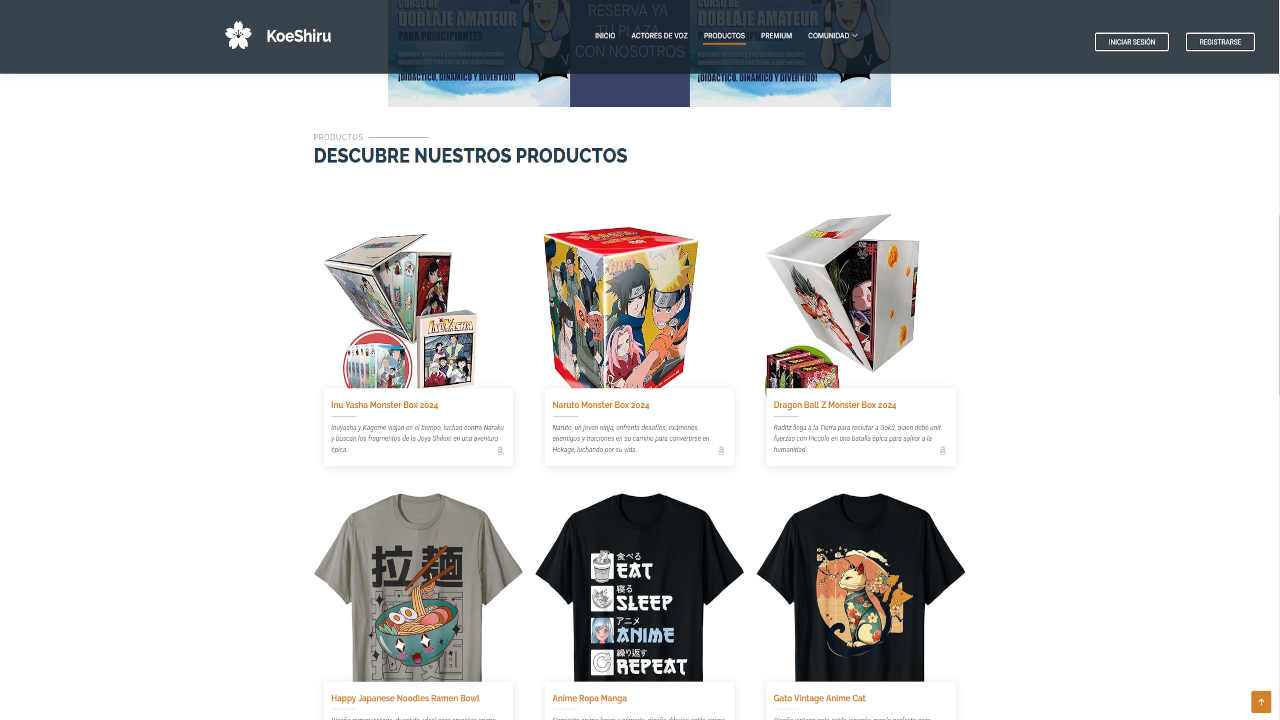 CURSO DE
DOBLAJE AMATEUR
PARA PRINCIPIANTES
¡DIDÁCTICO, DINÁMICO Y DIVERTIDO!
RESERVA YA
TU PLAZA
CON NOSOTROS
CURSO DE
DOBLAJE AMATEUR
PARA PRINCIPIANTES
¡DIDÁCTICO, DINÁMICO Y DIVERTIDO!
KoeShiru
INICIO
ACTORES DE VOZ
PRODUCTOS
PREMIUM
COMUNIDAD
INICIAR SESIÓN
REGISTRARSE
PRODUCTOS
DESCUBRE NUESTROS PRODUCTOS
INUYASHA
Inu Yasha Monster Box 2024
Inuyasha y Kagome viajan en el tiempo, luchan contra Naraku
y buscan los fragmentos de la Joya Shikon en una aventura
épica.
Naruto Monster Box 2024
Naruto, un joven ninja, enfrenta desafíos, exámenes,
enemigos y traiciones en su camino para convertirse en
Hokage, luchando por su vida.
Dragon Ball Z Monster Box 2024
Raditz llega a la Tierra para reclutar a Goku, quien debe unir
fuerzas con Piccolo en una batalla épica para salvar a la
humanidad.
拉麺
食べる
EAT
寝る
SLEEP
アニメ
ANIME
繰り返す
REPEAT
Happy Japanese Noodles Ramen Bowl
Anime Ropa Manga
Gato Vintage Anime Cat